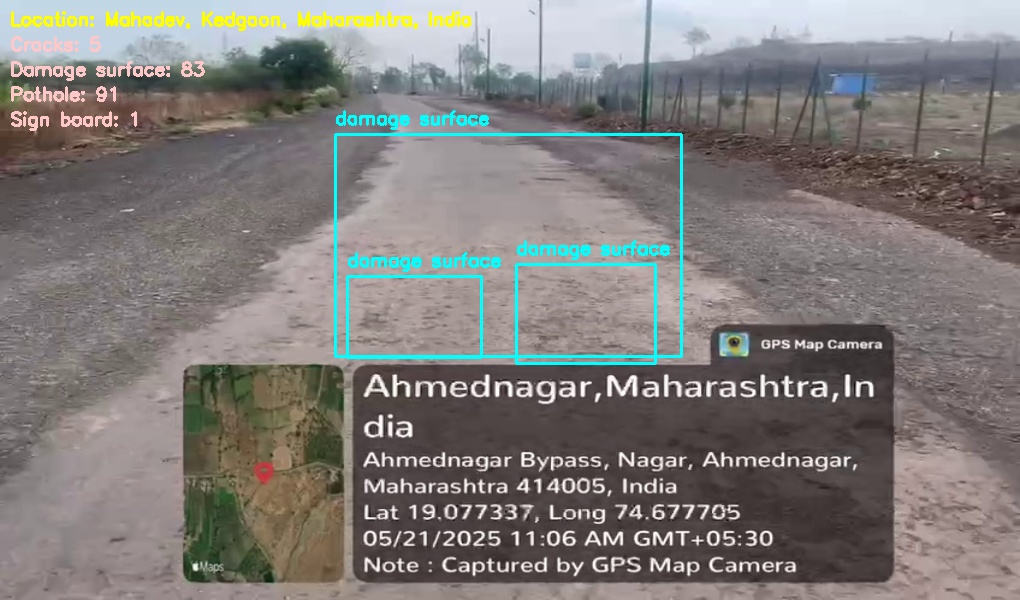 Location: Mahadev, Kedgaon, Maharashtra, India
Cracks: 5
Damage surface: 83
Pothole: 91
Sign board: 1
damage surface
damage surface
damage surface
GPS Map Camera
Ahmednagar,Maharashtra,In
dia
Ahmednagar Bypass, Nagar, Ahmednagar,
Maharashtra 414005, India
Lat 19.077337, Long 74.677705
05/21/2025 11:06 AM GMT+05:30
Note : Captured by GPS Map Camera
Maps